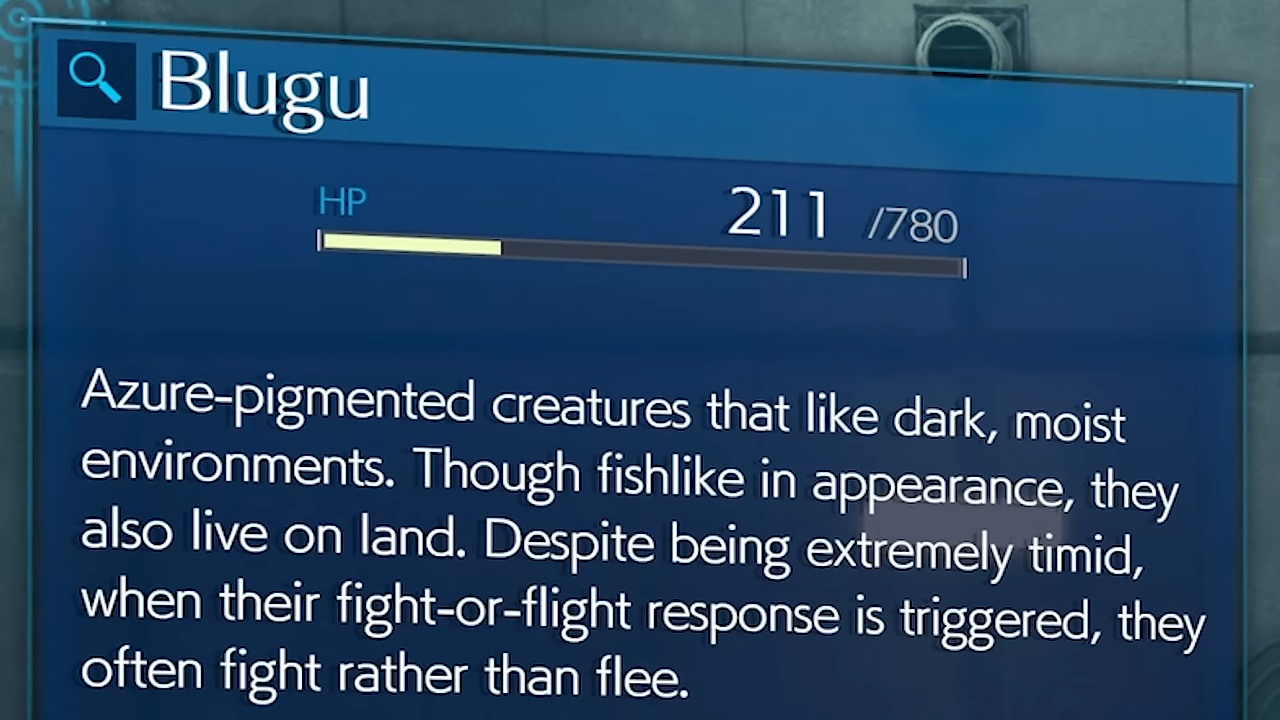 Blugu
HP 211 /780
Azure-pigmented creatures that like dark, moist
environments. Though fishlike in appearance, they
also live on land. Despite being extremely timid,
when their fight-or-flight response is triggered, they
often fight rather than flee.